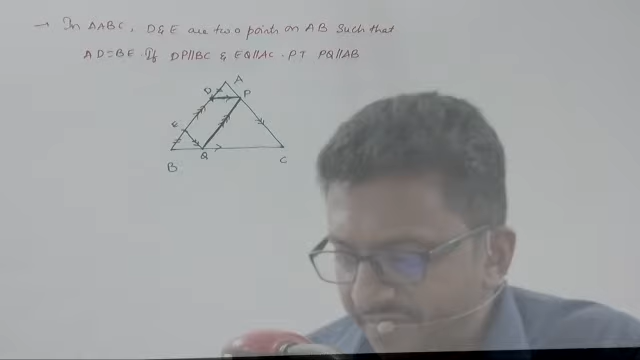 → In ΔABC, D & E are two points on AB such that
AD=BE. If DP//BC & EQ//AC. PT PQ//AB
A
D
P
E
Q
B
C